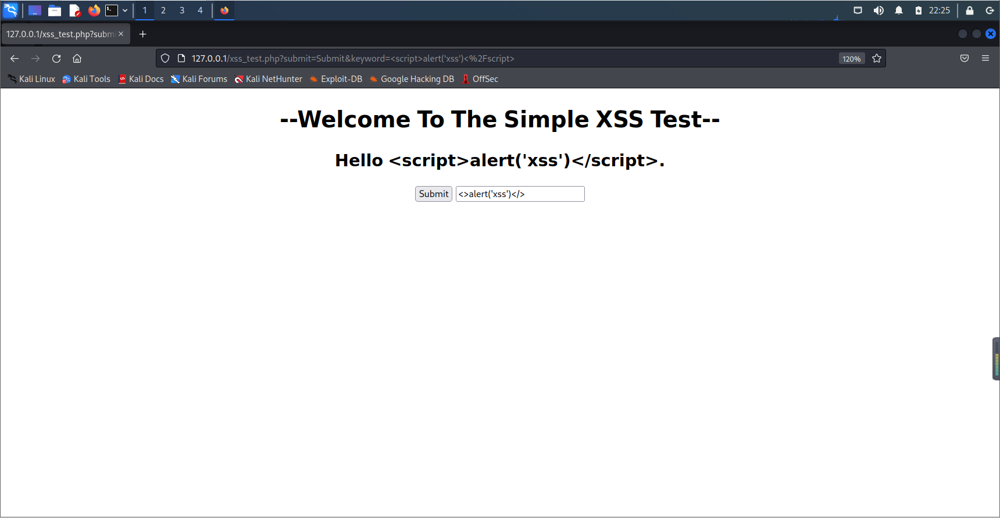 1 2 3 4 22:25
127.0.0.1/xss_test.php?submi
127.0.0.1/xss_test.php?submit=Submit&keyword=<script>alert('xss')<%2Fscript> 120%
Kali Linux Kali Tools Kali Docs Kali Forums Kali NetHunter Exploit-DB Google Hacking DB OffSec
--Welcome To The Simple XSS Test--
Hello <script>alert('xss')</script>.
Submit <>alert('xss')</>